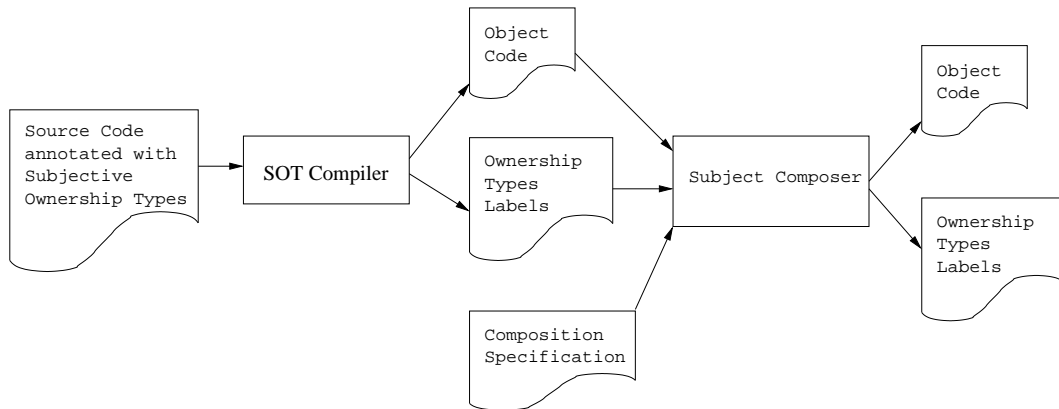 Source Code
annotated with
Subjective
Ownership Types
SOT Compiler
Object
Code
Ownership
Types
Labels
Composition
Specification
Subject Composer
Object
Code
Ownership
Types
Labels